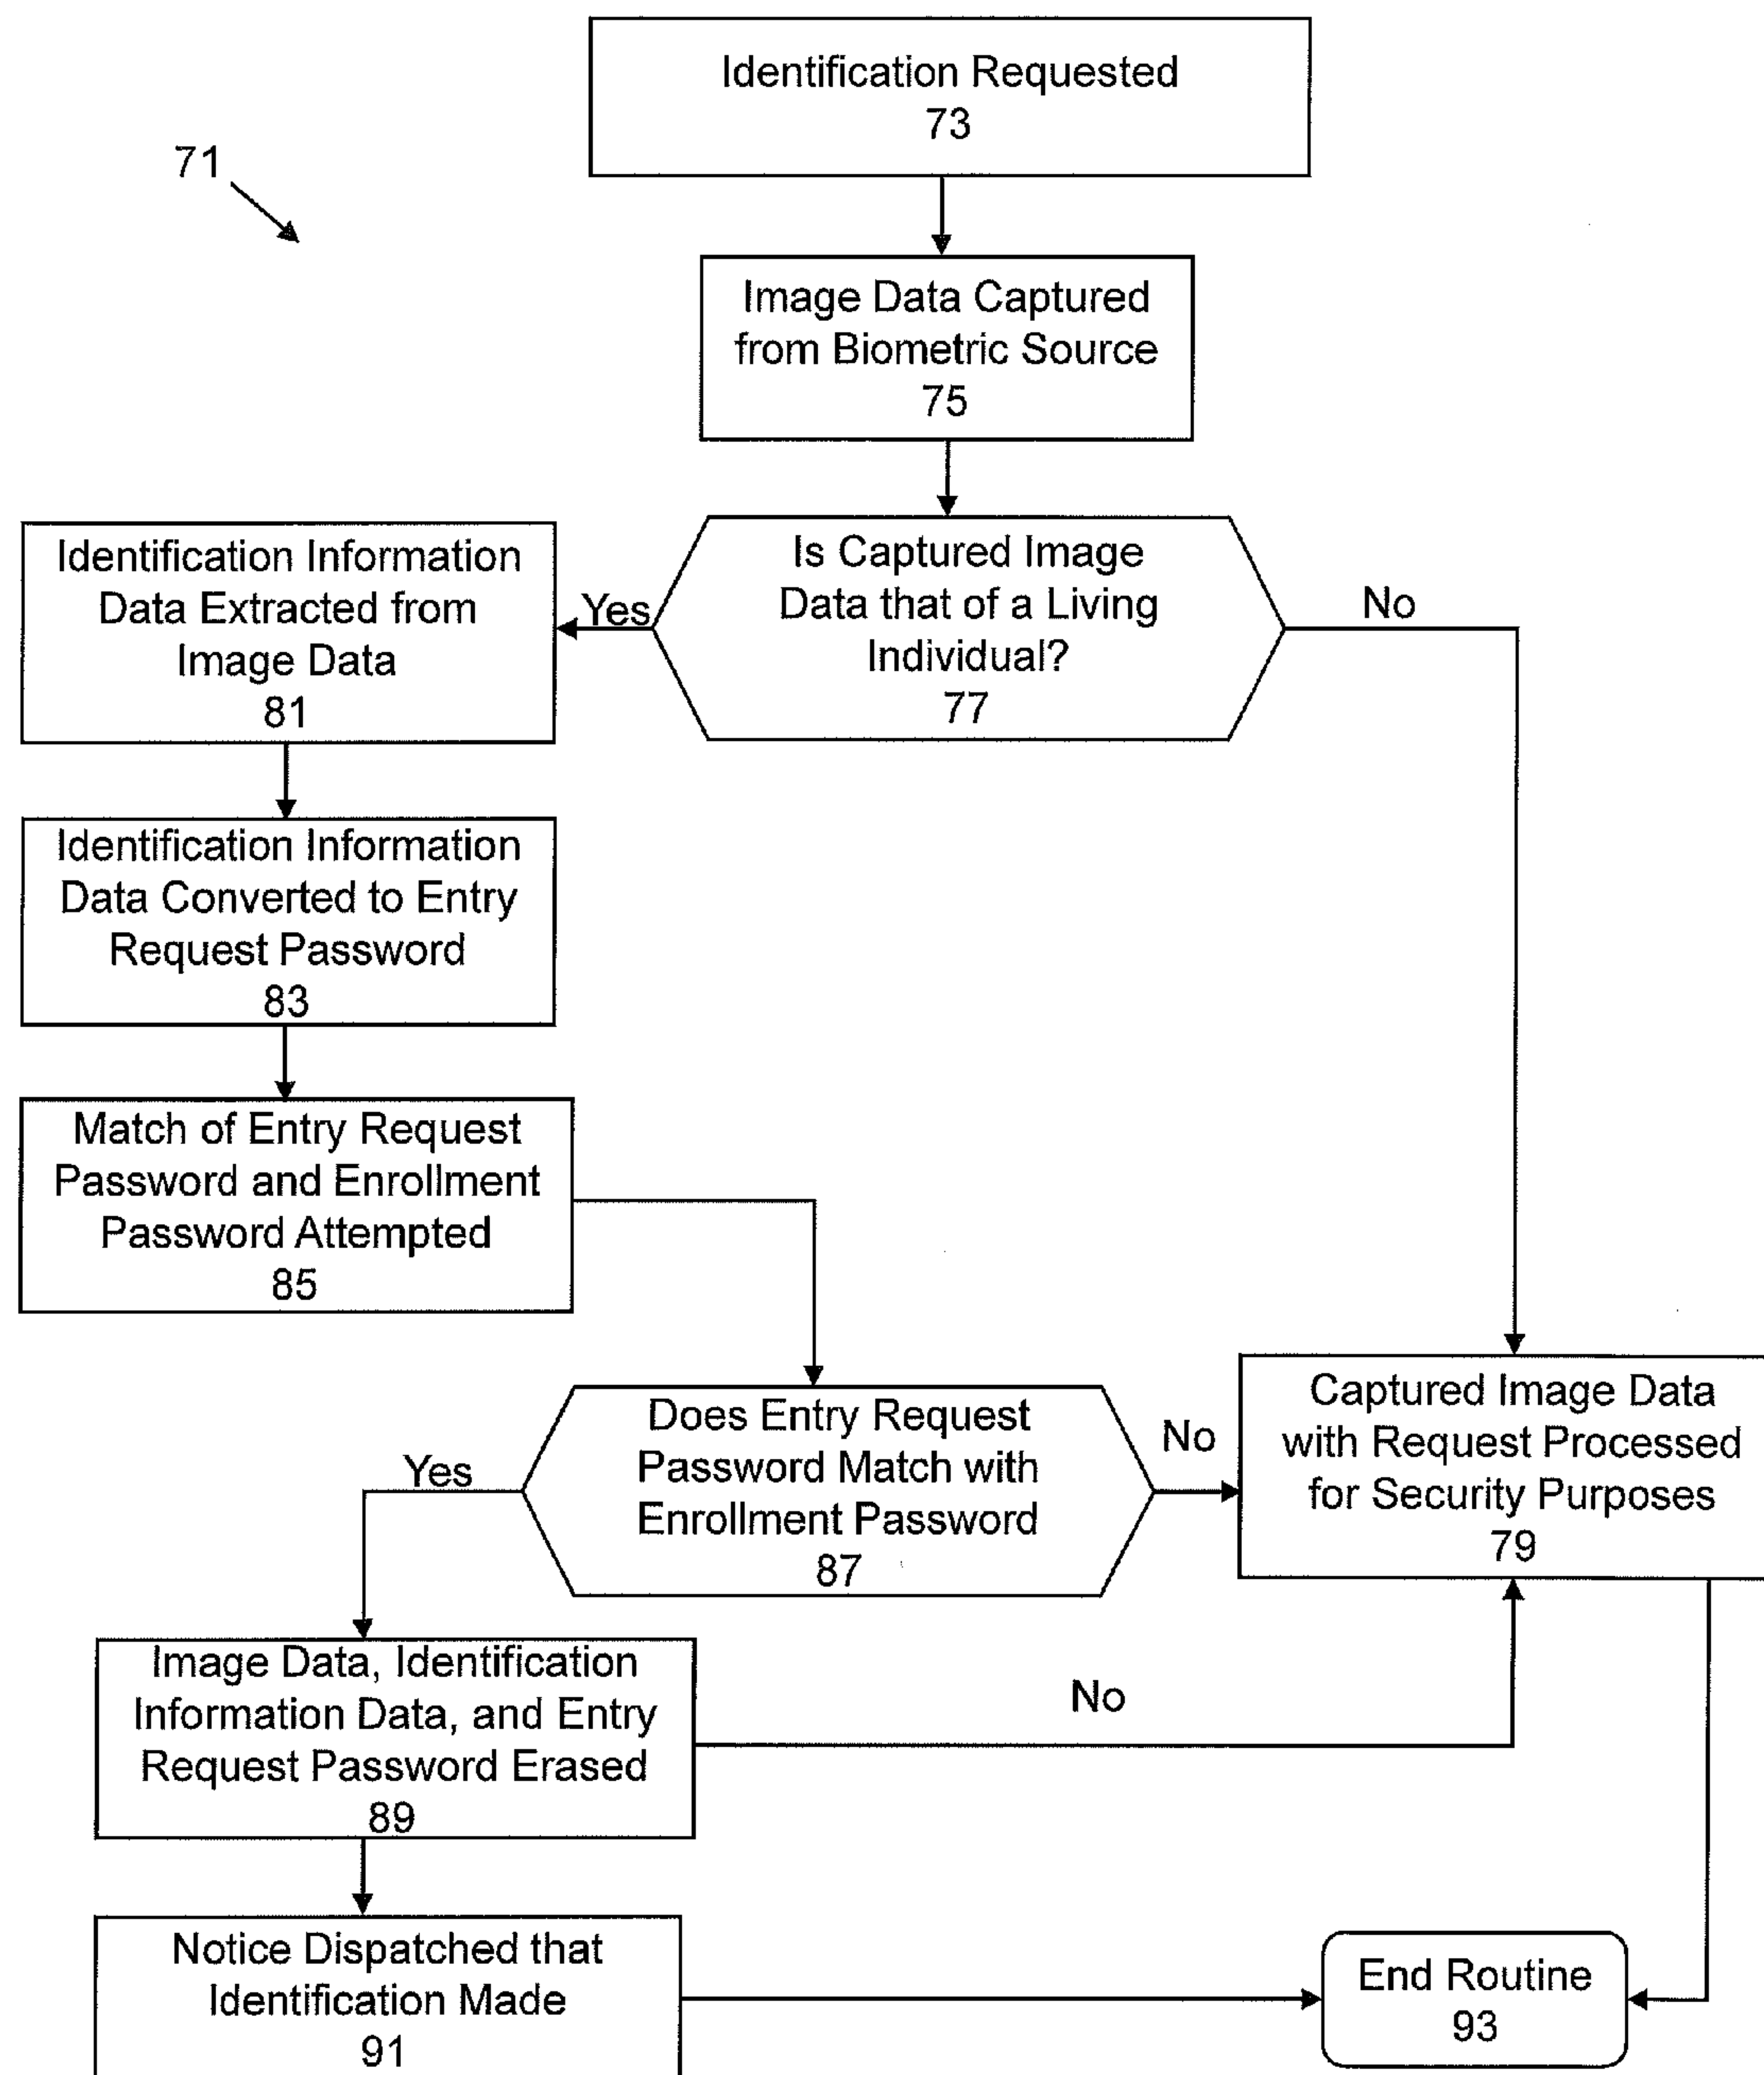 Identification Requested
73
71
Image Data Captured
from Biometric Source
75
Is Captured Image
Data that of a Living
Individual?
77
Yes
No
Identification Information
Data Extracted from
Image Data
81
Identification Information
Data Converted to Entry
Request Password
83
Match of Entry Request
Password and Enrollment
Password Attempted
85
Does Entry Request
Password Match with
Enrollment Password
87
Yes
No
Captured Image Data
with Request Processed
for Security Purposes
79
Image Data, Identification
Information Data, and Entry
Request Password Erased
89
No
Notice Dispatched that
Identification Made
91
End Routine
93